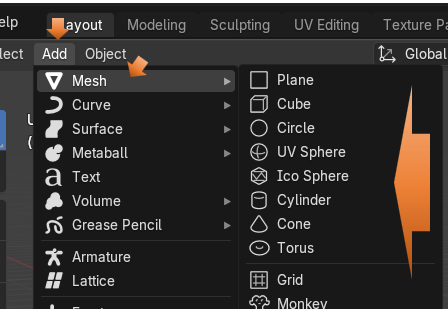 elp Layout Modeling Sculpting UV Editing Texture Pa
lect Add Object Global
Mesh Plane
Curve Cube
Surface Circle
Metaball UV Sphere
Text Ico Sphere
Volume Cylinder
Grease Pencil Cone
Torus
Armature
Lattice Grid
Monkey